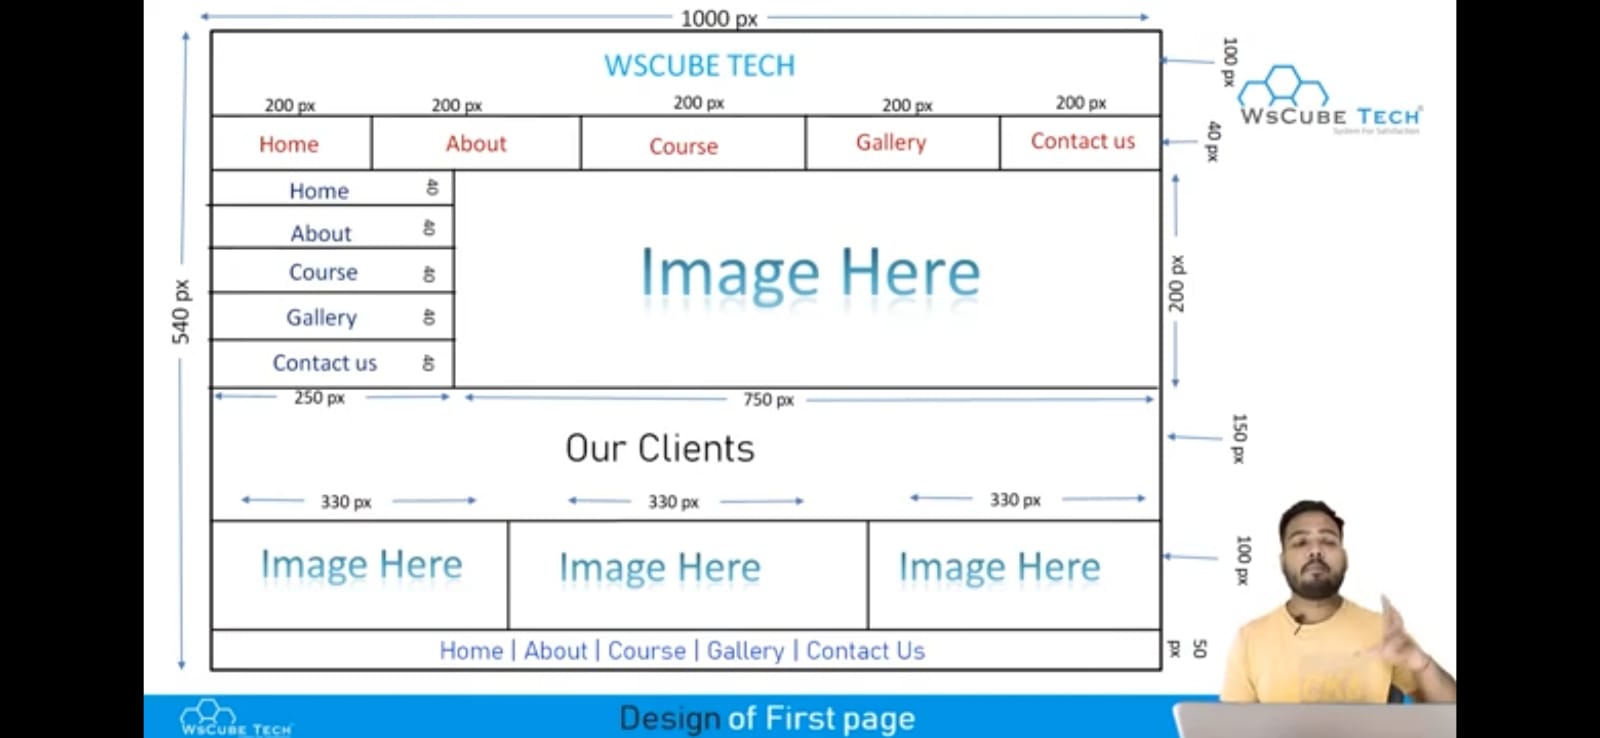 1000 px
WSCUBE TECH
100 px
WSCUBE TECH
System For Satisfaction
200 px 200 px 200 px 200 px 200 px
Home About Course Gallery Contact us
40 px
Home 40
About 40
Course 40
Gallery 40
Contact us 40
Image Here
200 px
540 px
250 px 750 px
Our Clients
150 px
330 px 330 px 330 px
Image Here Image Here Image Here
100 px
Home | About | Course | Gallery | Contact Us
50 px
WSCUBE TECH
Design of First page